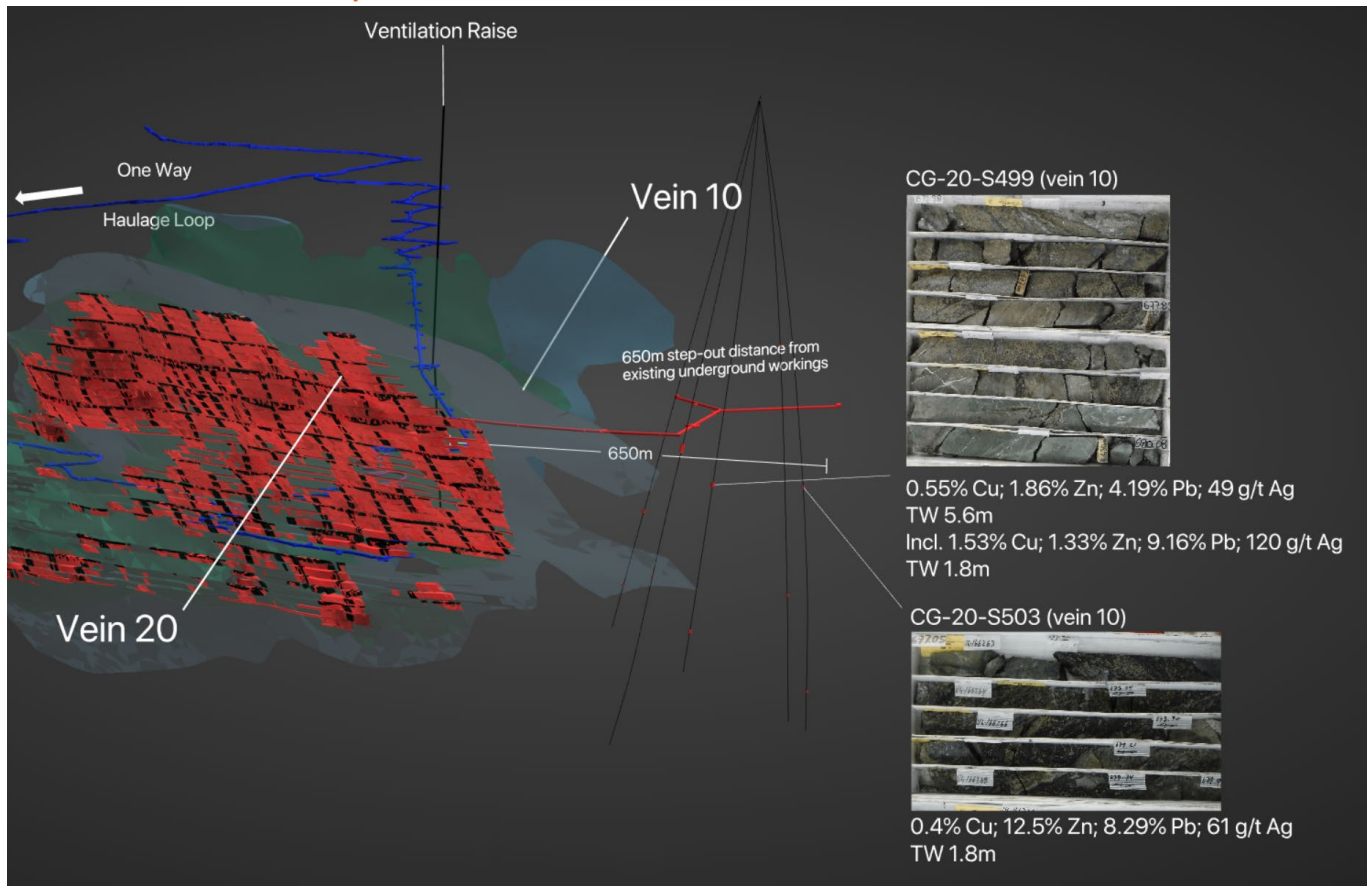 Ventilation Raise
One Way
Haulage Loop
Vein 10
650m step-out distance from
existing underground workings
650m
Vein 20
CG-20-S499 (vein 10)
0.55% Cu; 1.86% Zn; 4.19% Pb; 49 g/t Ag
TW 5.6m
Incl. 1.53% Cu; 1.33% Zn; 9.16% Pb; 120 g/t Ag
TW 1.8m
CG-20-S503 (vein 10)
677.05
0.4% Cu; 12.5% Zn; 8.29% Pb; 61 g/t Ag
TW 1.8m